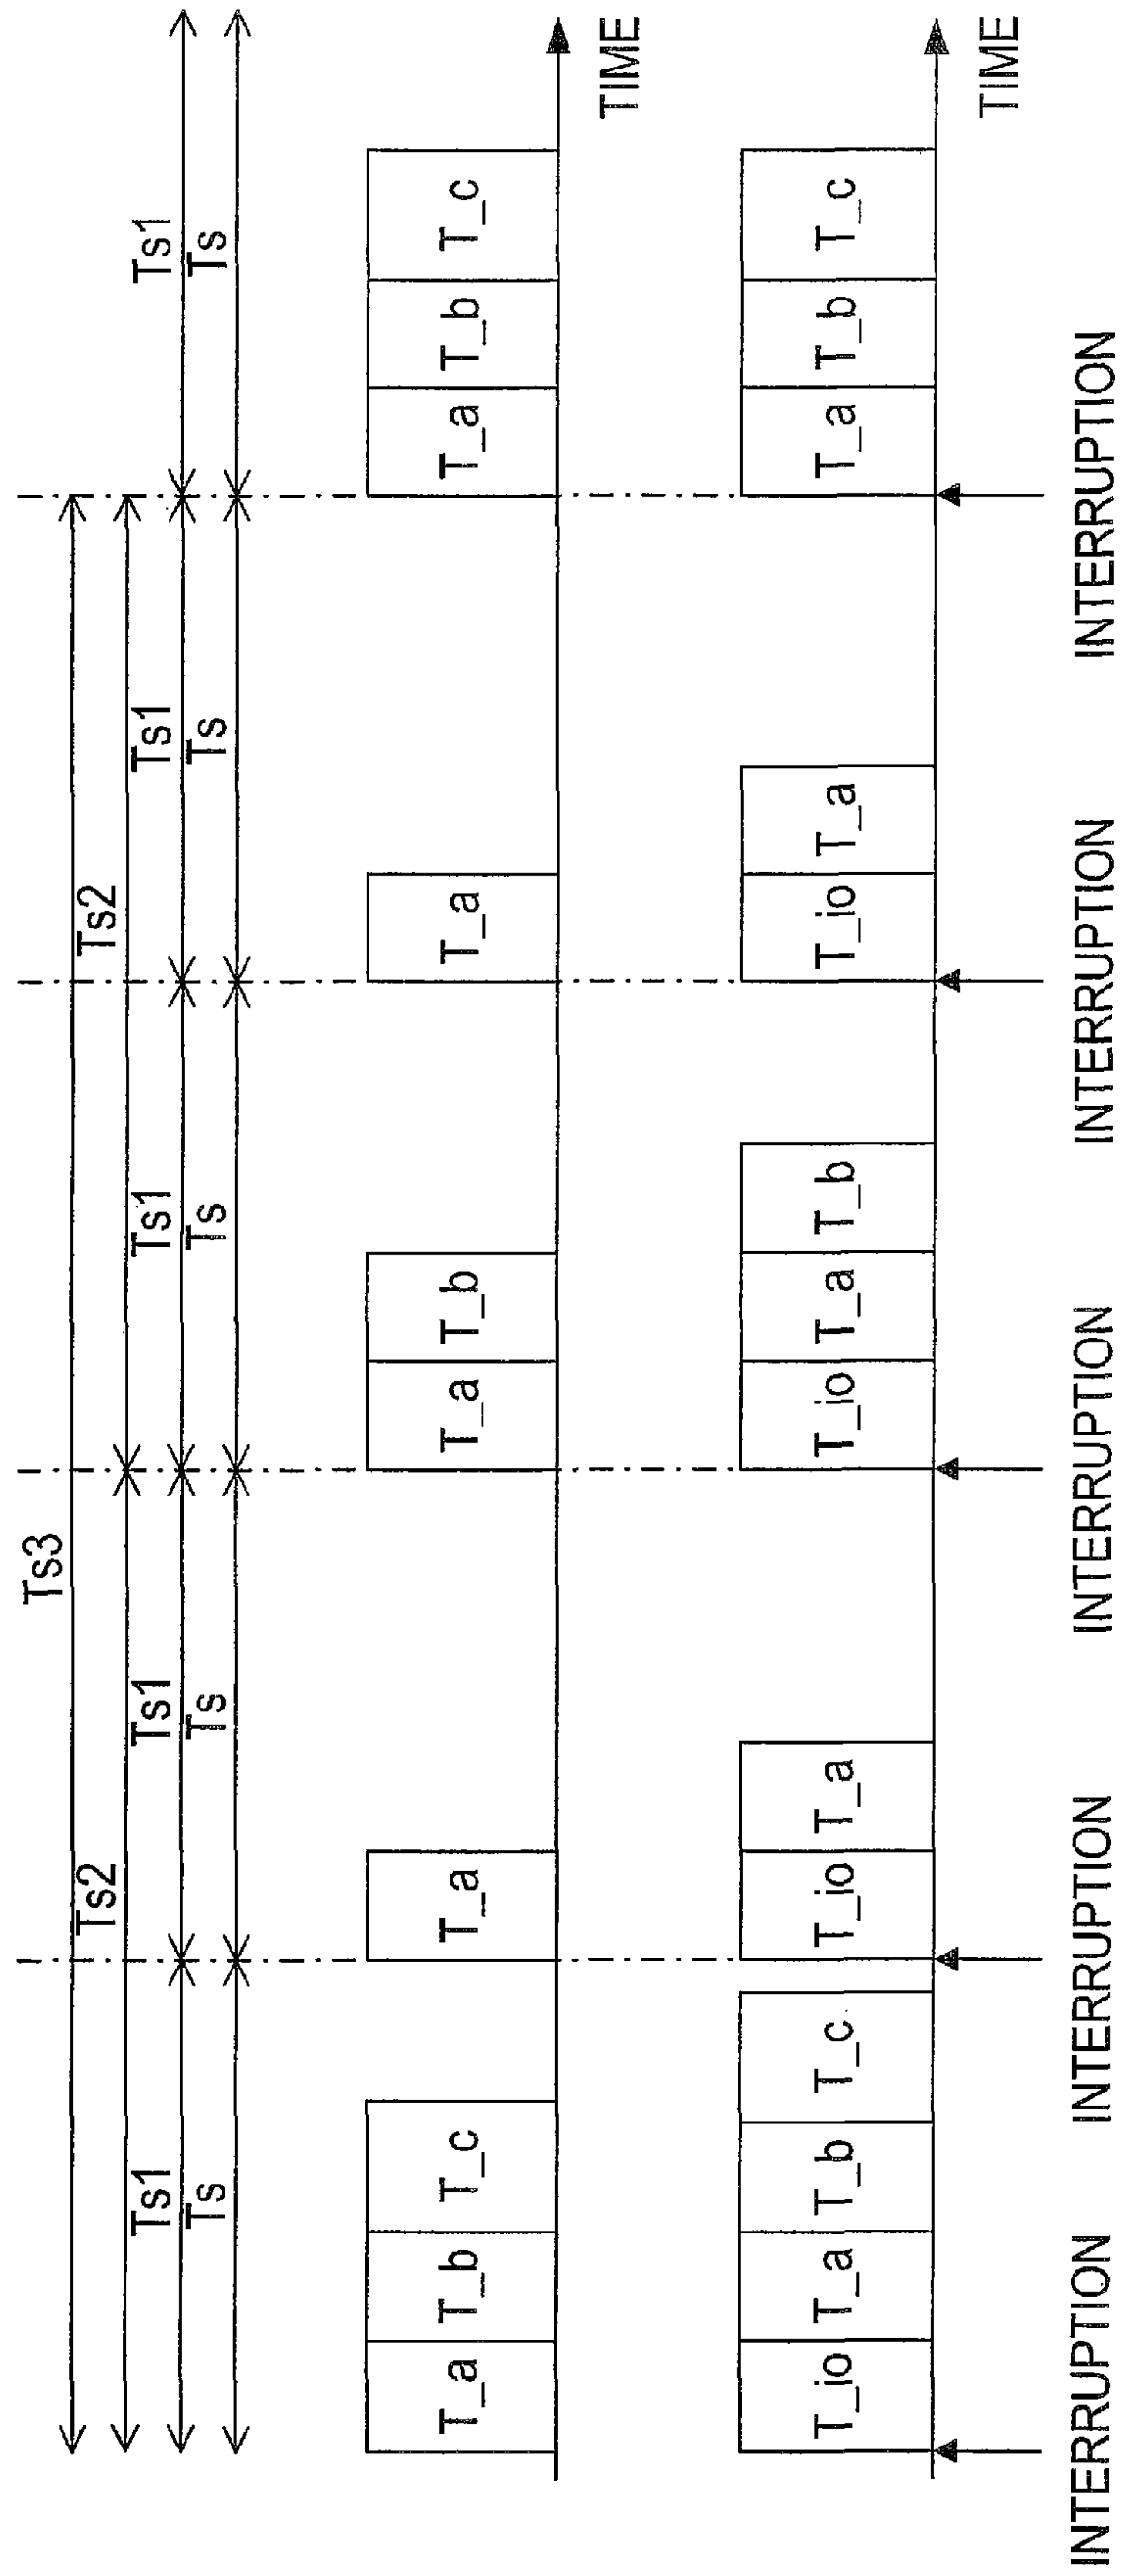 Ts3
Ts2 Ts2
Ts1 Ts1 Ts1 Ts1 Ts1
Ts Ts Ts Ts Ts
T_a T_b T_c T_a T_a T_b T_a T_a T_b T_c
TIME
T_io T_a T_b T_c T_io T_a T_io T_a T_b T_io T_a T_a T_b T_c
TIME
INTERRUPTION INTERRUPTION INTERRUPTION INTERRUPTION INTERRUPTION